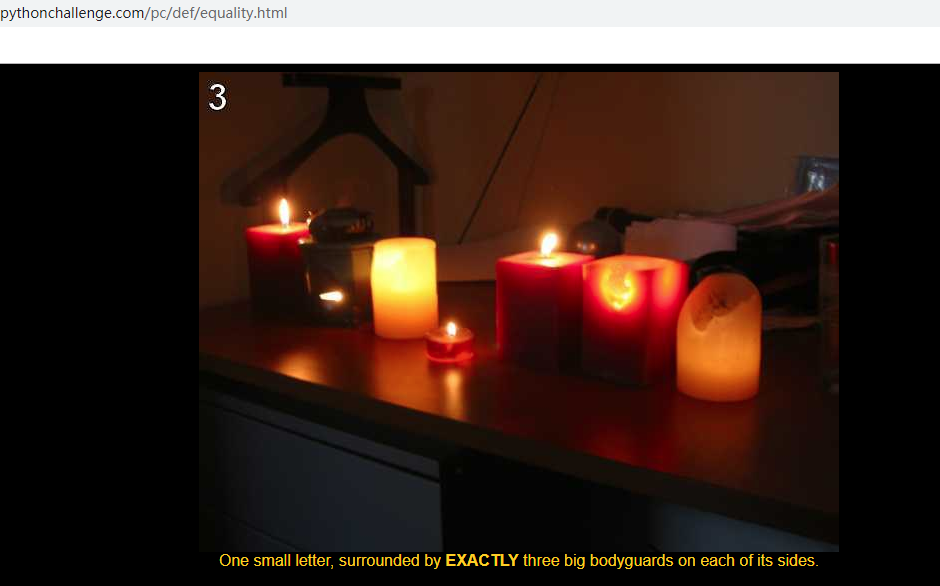 pythonchallenge.com/pc/def/equality.html
3
One small letter, surrounded by EXACTLY three big bodyguards on each of its sides.